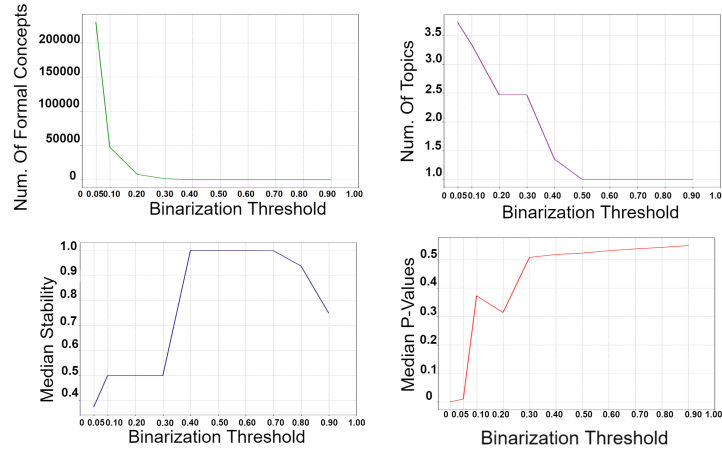 Num. Of Formal Concepts
200000
150000
100000
50000
0
0 0.05 0.10 0.20 0.30 0.40 0.50 0.60 0.70 0.80 0.90 1.00
Binarization Threshold
Num. Of Topics
3.5
3.0
2.5
2.0
1.5
1.0
0 0.05 0.10 0.20 0.30 0.40 0.50 0.60 0.70 0.80 0.90 1.00
Binarization Threshold
Median Stability
1.0
0.9
0.8
0.7
0.6
0.5
0.4
0 0.05 0.10 0.20 0.30 0.40 0.50 0.60 0.70 0.80 0.90 1.00
Binarization Threshold
Median P-Values
0.5
0.4
0.3
0.2
0.1
0
0 0.05 0.10 0.20 0.30 0.40 0.50 0.60 0.70 0.80 0.90 1.00
Binarization Threshold